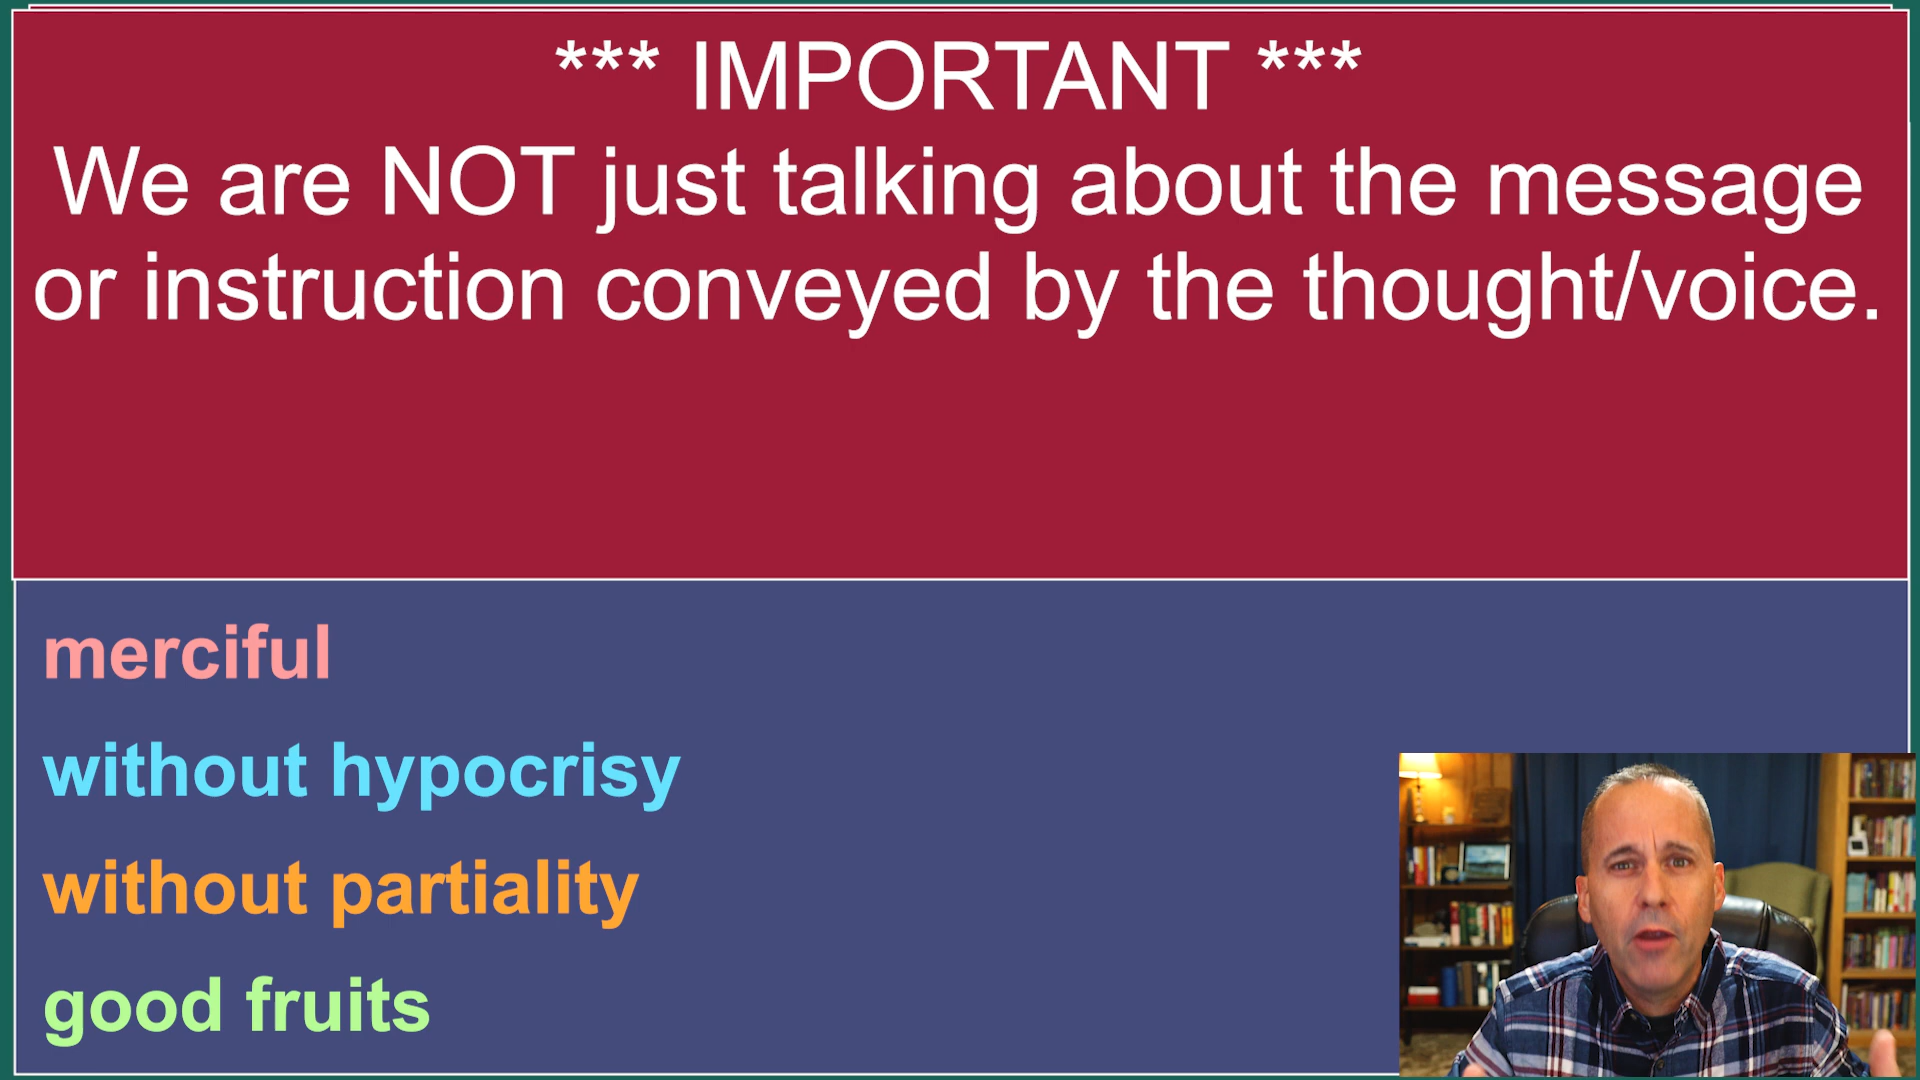 *** IMPORTANT ***
We are NOT just talking about the message
or instruction conveyed by the thought/voice.
merciful
without hypocrisy
without partiality
good fruits